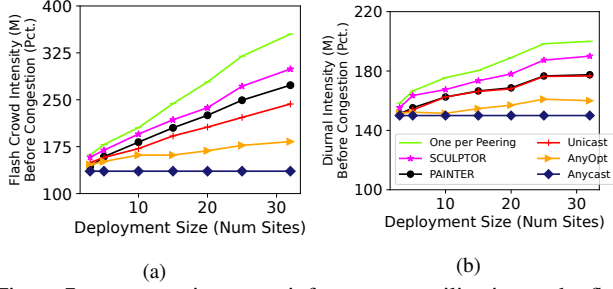 Flash Crowd Intensity (M)
Before Congestion (Pct.)
400
325
250
175
100
10
20
30
Deployment Size (Num Sites)
(a)
Diurnal Intensity (M)
Before Congestion (Pct.)
220
180
140
100
One per Peering
SCULPTOR
PAINTER
Unicast
AnyOpt
Anycast
10
20
30
Deployment Size (Num Sites)
(b)